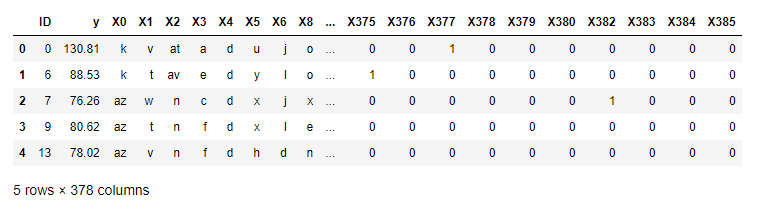 ID y X0 X1 X2 X3 X4 X5 X6 X8 ... X375 X376 X377 X378 X379 X380 X382 X383 X384 X385
0 0 130.81 k v at a d u j o ... 0 0 1 0 0 0 0 0 0 0
1 6 88.53 k t av e d y l o ... 1 0 0 0 0 0 0 0 0 0
2 7 76.26 az w n c d x j x ... 0 0 0 0 0 0 1 0 0 0
3 9 80.62 az t n f d x l e ... 0 0 0 0 0 0 0 0 0 0
4 13 78.02 az v n f d h d n ... 0 0 0 0 0 0 0 0 0 0
5 rows × 378 columns